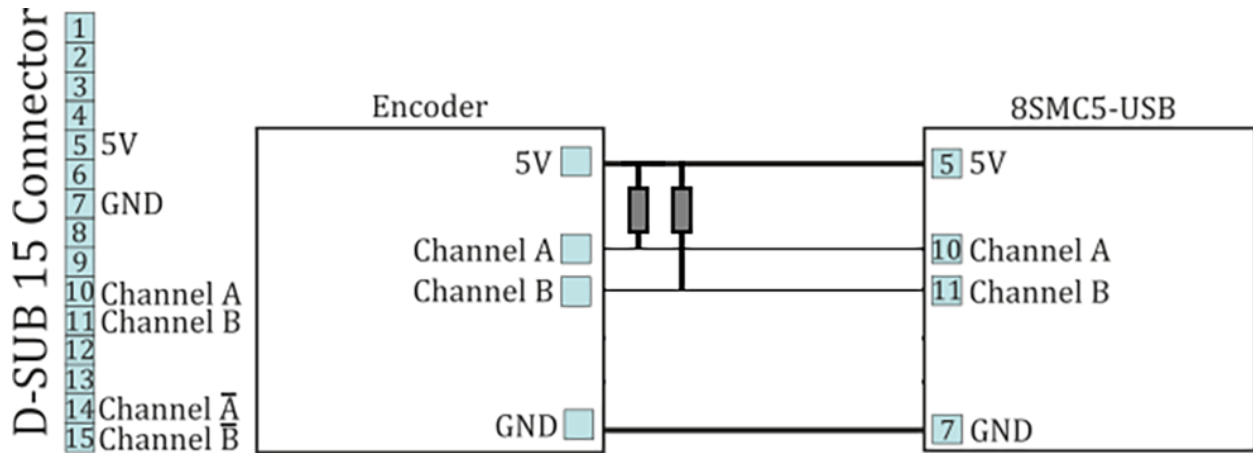 D-SUB 15 Connector
1
2
3
4
5 5V
6
7 GND
8
9
10 Channel A
11 Channel B
12
13
14 Channel A̅
15 Channel B̅
Encoder
5V
Channel A
Channel B
GND
8SMC5-USB
5 5V
10 Channel A
11 Channel B
7 GND